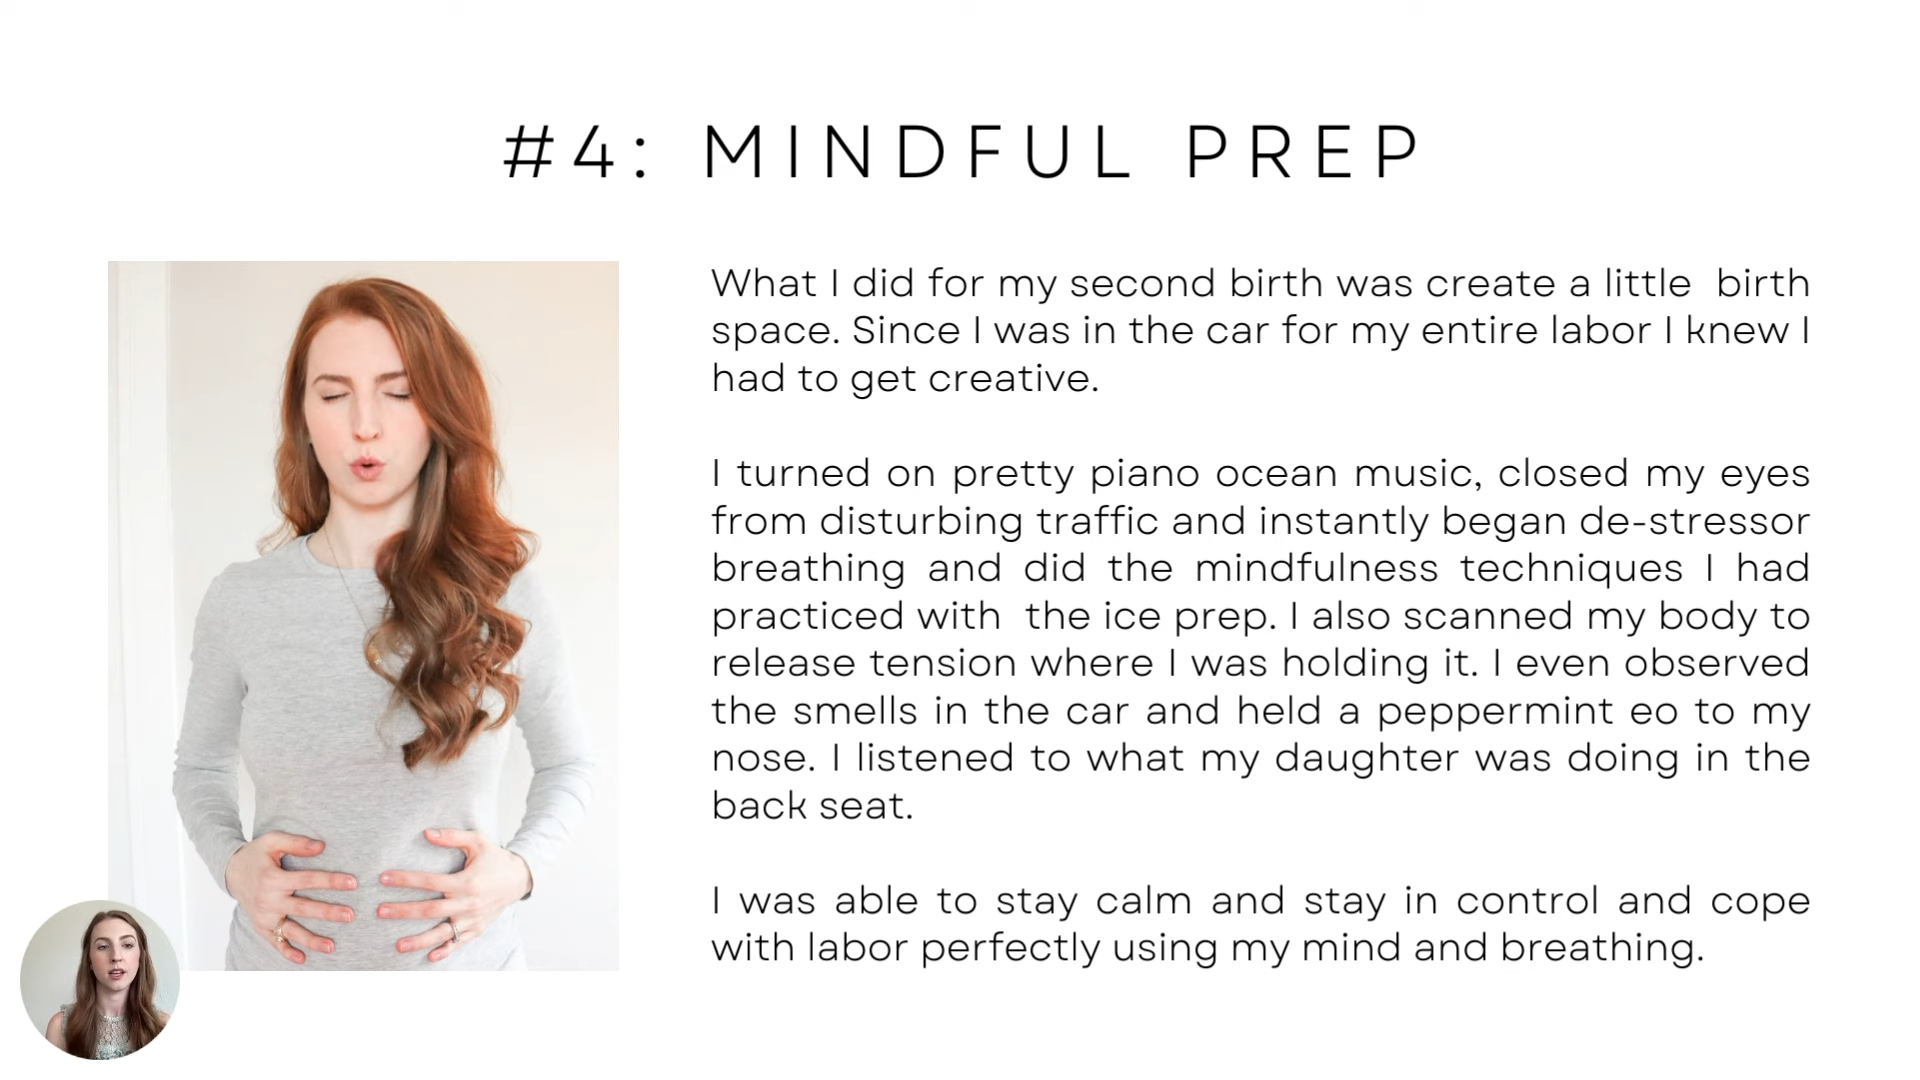 #4: MINDFUL PREP
What I did for my second birth was create a little birth
space. Since I was in the car for my entire labor I knew I
had to get creative.
I turned on pretty piano ocean music, closed my eyes
from disturbing traffic and instantly began de-stressor
breathing and did the mindfulness techniques I had
practiced with the ice prep. I also scanned my body to
release tension where I was holding it. I even observed
the smells in the car and held a peppermint eo to my
nose. I listened to what my daughter was doing in the
back seat.
I was able to stay calm and stay in control and cope
with labor perfectly using my mind and breathing.